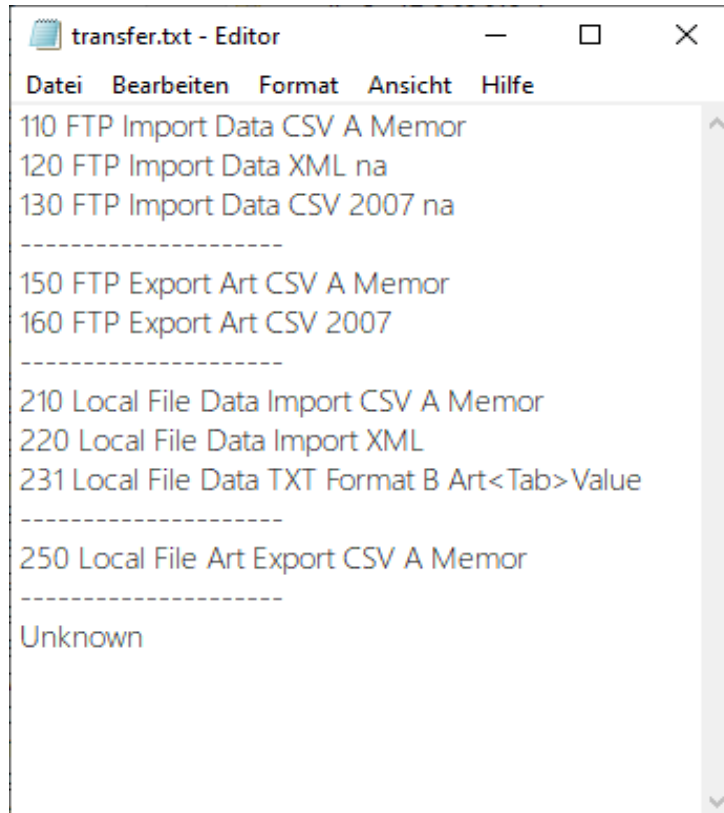 transfer.txt - Editor
Datei Bearbeiten Format Ansicht Hilfe
110 FTP Import Data CSV A Memor
120 FTP Import Data XML na
130 FTP Import Data CSV 2007 na
---------------------
150 FTP Export Art CSV A Memor
160 FTP Export Art CSV 2007
---------------------
210 Local File Data Import CSV A Memor
220 Local File Data Import XML
231 Local File Data TXT Format B Art<Tab>Value
---------------------
250 Local File Art Export CSV A Memor
---------------------
Unknown